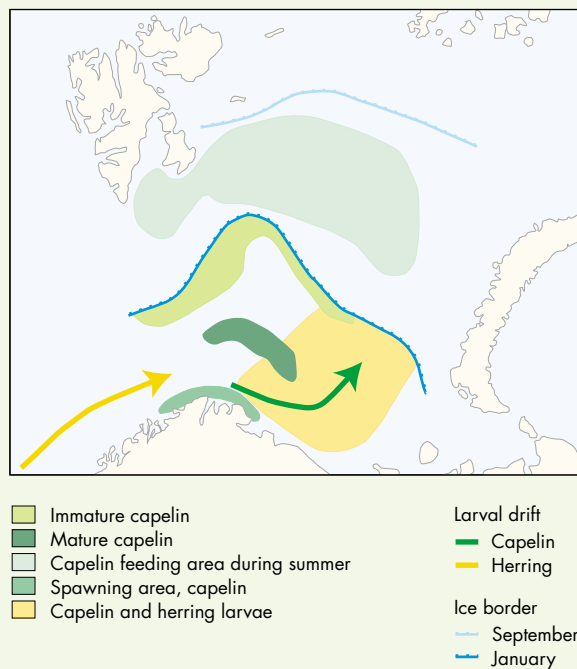 Immature capelin
Mature capelin
Capelin feeding area during summer
Spawning area, capelin
Capelin and herring larvae
Larval drift
Capelin
Herring
Ice border
September
January